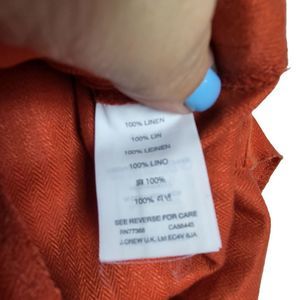 100% LINEN
100% LIN
100% LEINEN
100% LINO
麻 100%
100%
SEE REVERSE FOR CARE
RN77388 CA56445
J.CREW U.K. Ltd EC4V 6JA